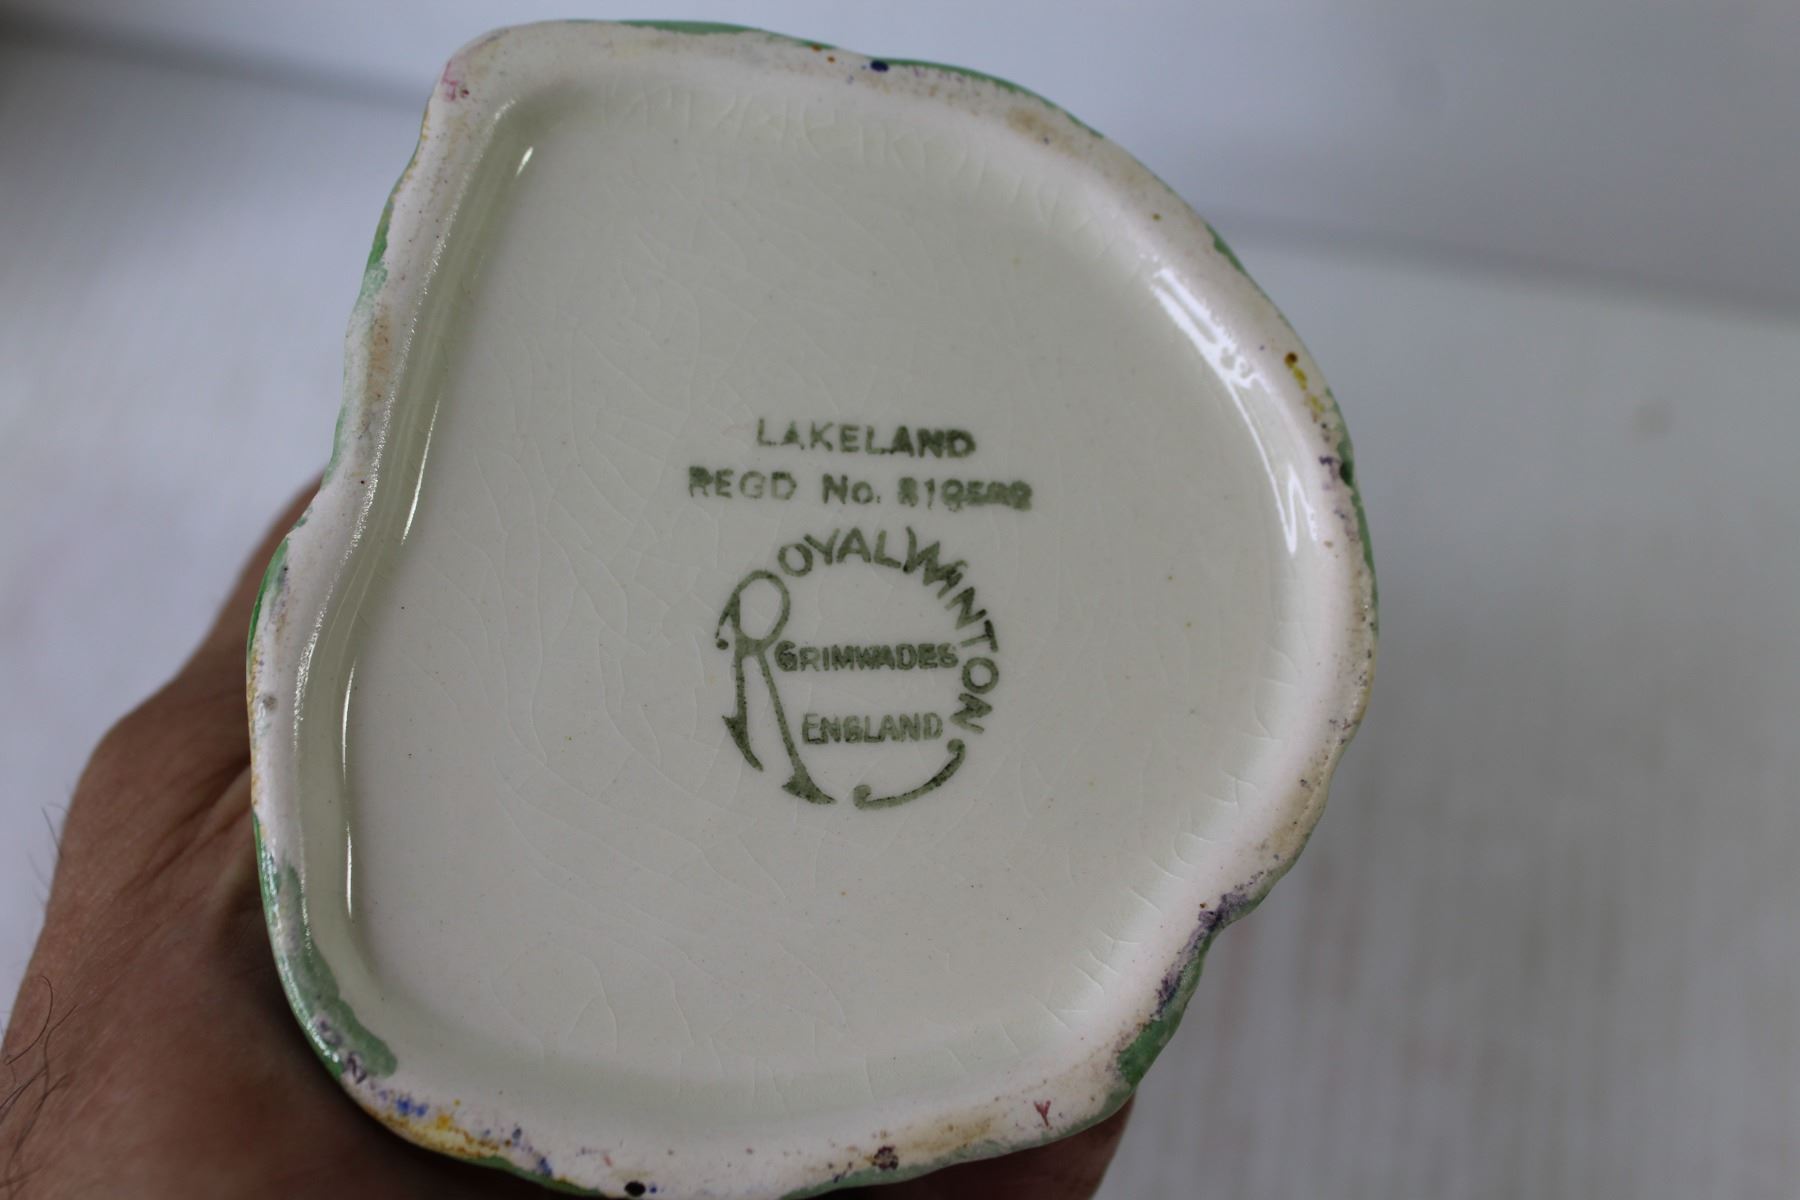 LAKELAND
REGD No.
ROYAL WINTON
GRIMWADES
ENGLAND